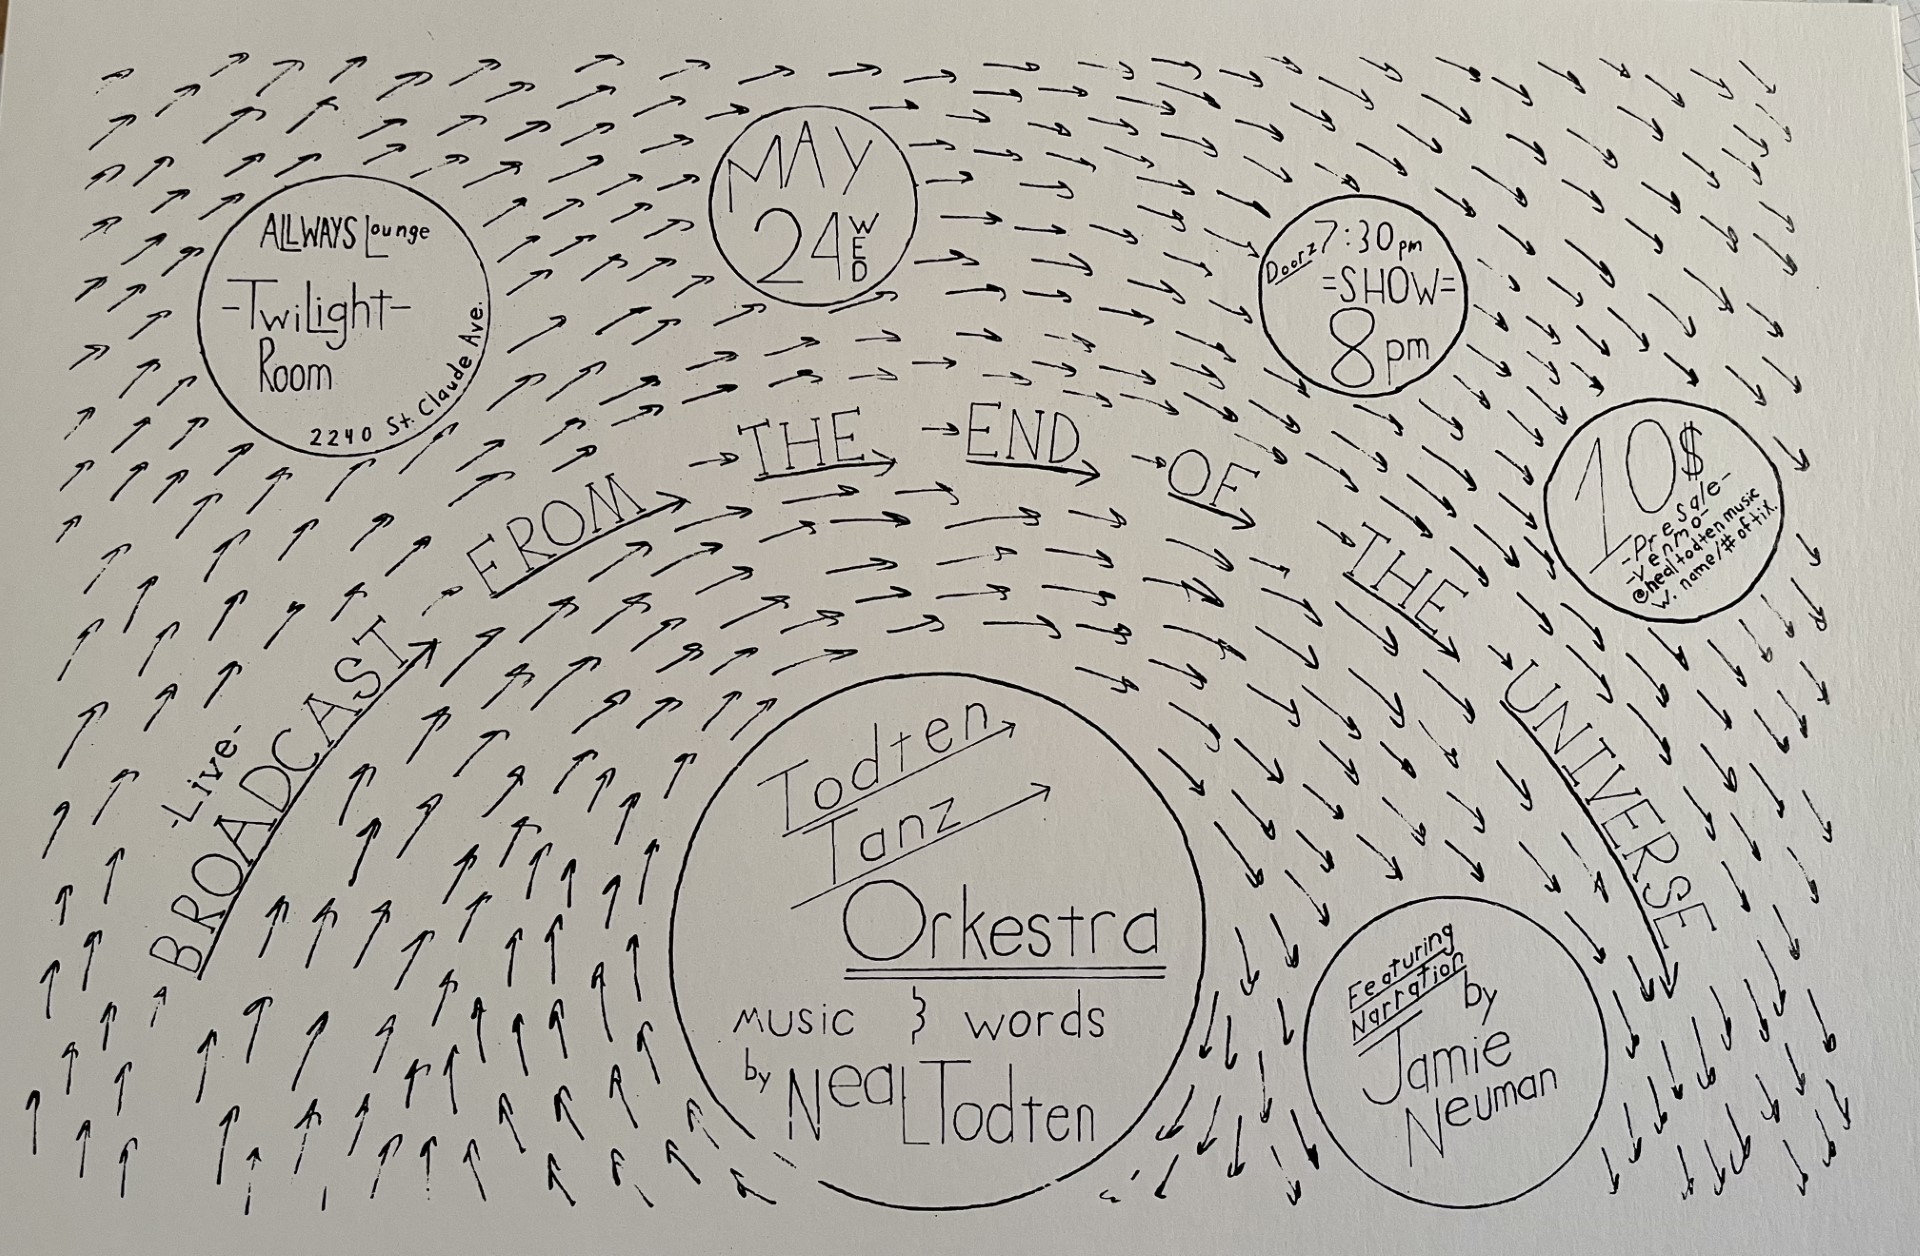 ALLWAYS Lounge
-TwiLight-
Room
2240 St. Claude Ave.
MAY
24 WED
Doorz 7:30pm
=SHOW=
8pm
10$
-Presale-
-Venmo-
@nealtodtenmusic
w. name/# of tix.
-Live-
BROADCAST FROM THE END OF THE UNIVERSE
Todten
Tanz
Orkestra
music & words
by Neal Todten
Featuring
Narration
by
Jamie
Neuman